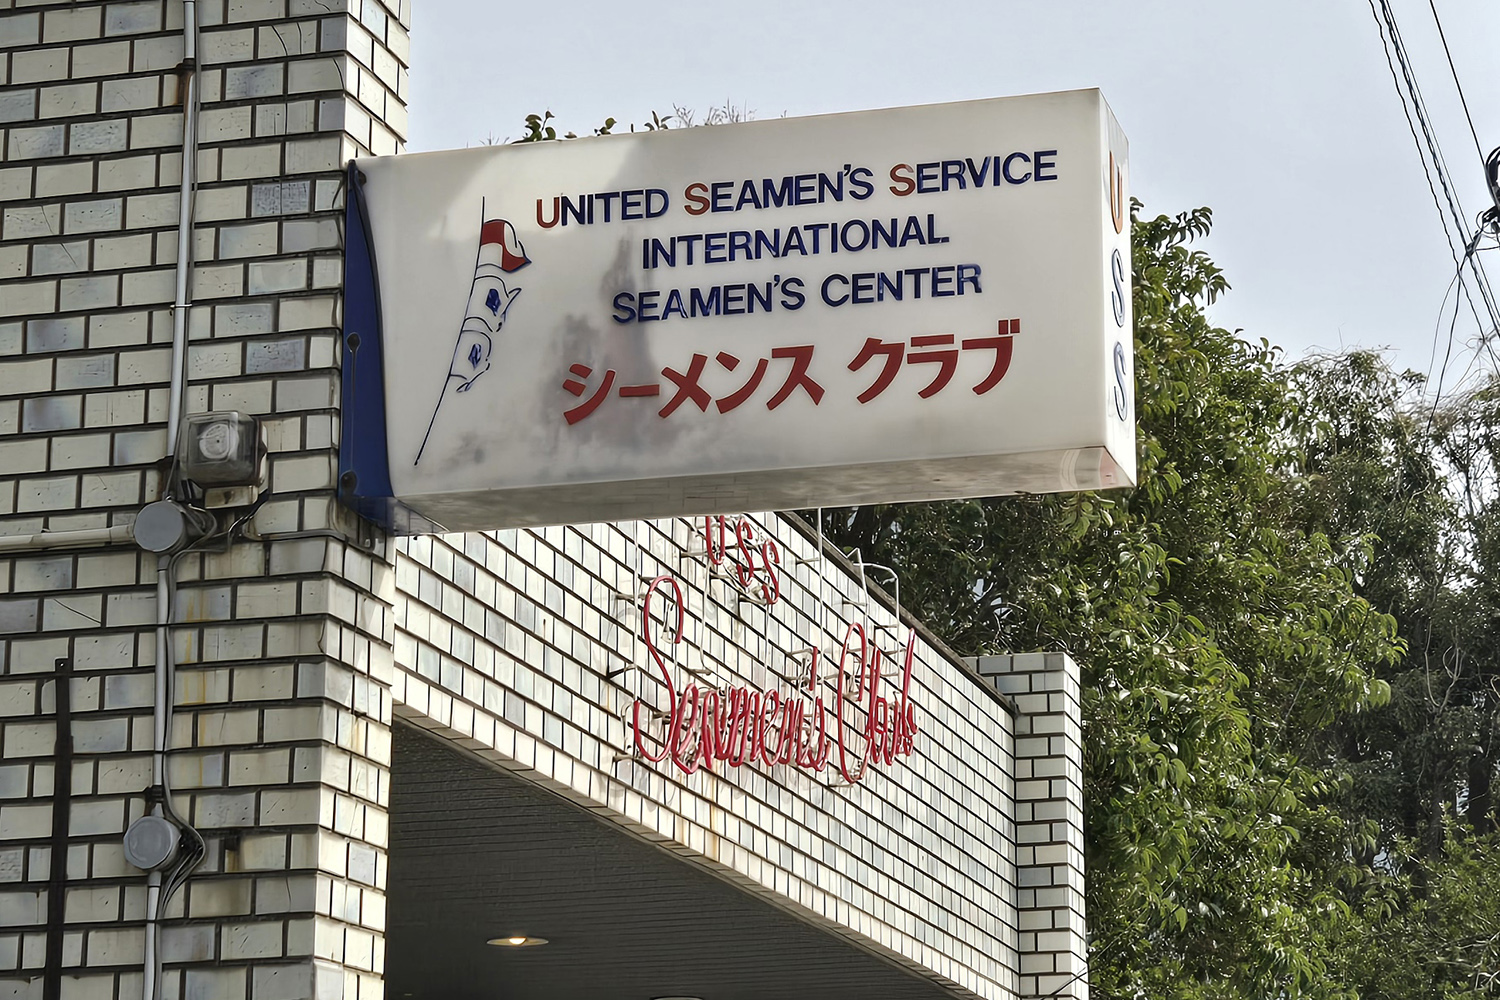 UNITED SEAMEN'S SERVICE
INTERNATIONAL
SEAMEN'S CENTER
シーメンス クラブ
USS
USS
Seamen's Club